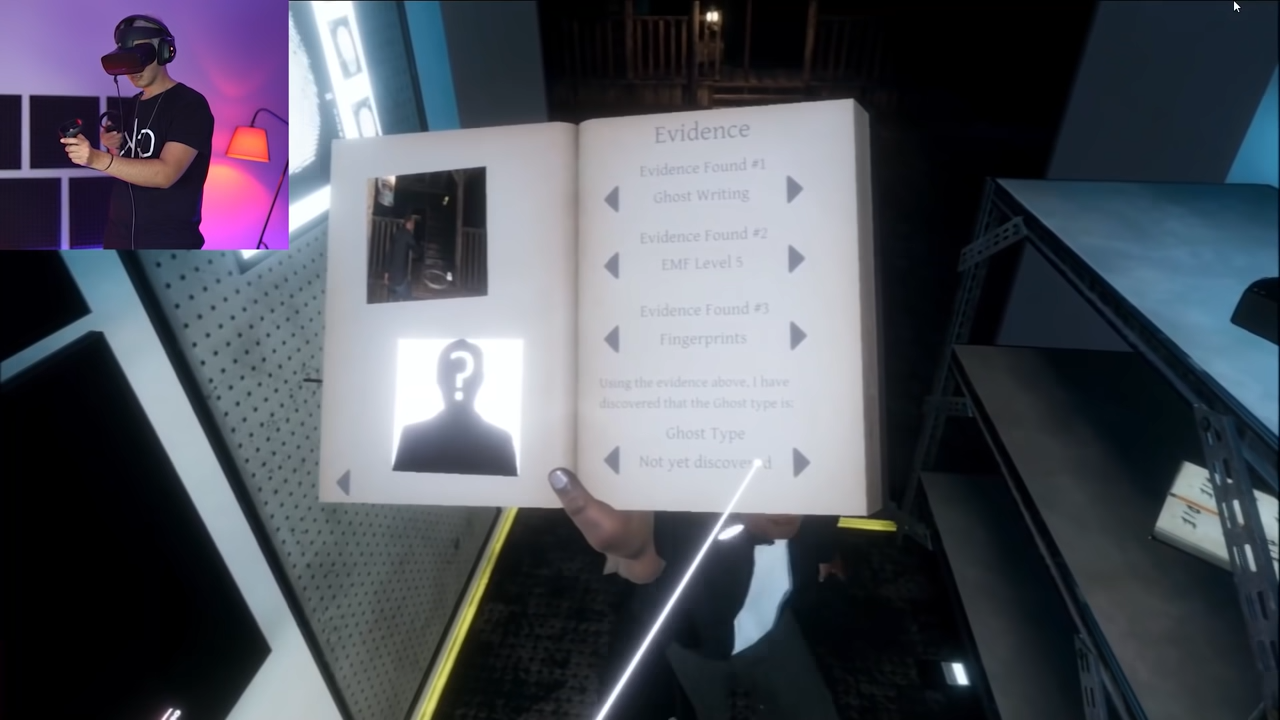 Evidence
Evidence Found #1
Ghost Writing
Evidence Found #2
EMF Level 5
Evidence Found #3
Fingerprints
Using the evidence above, I have
discovered that the Ghost type is:
Ghost Type
Not yet discovered
?